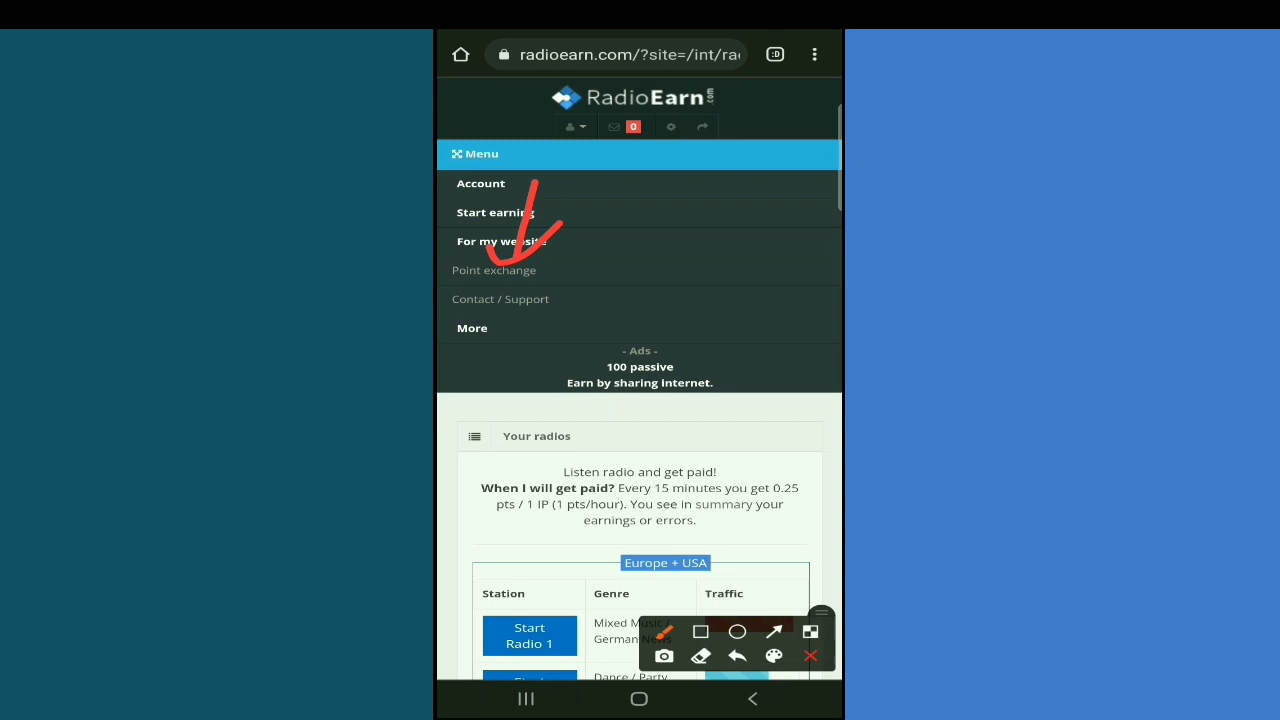 radioearn.com/?site=/int/ra
:D
RadioEarn.com
0
Menu
Account
Start earning
For my website
Point exchange
Contact / Support
More
- Ads -
100 passive
Earn by sharing internet.
Your radios
Listen radio and get paid!
When I will get paid? Every 15 minutes you get 0.25
pts / 1 IP (1 pts/hour). You see in summary your
earnings or errors.
Europe + USA
Station Genre Traffic
Start
Radio 1
Mixed Music /
German News
Dance / Party